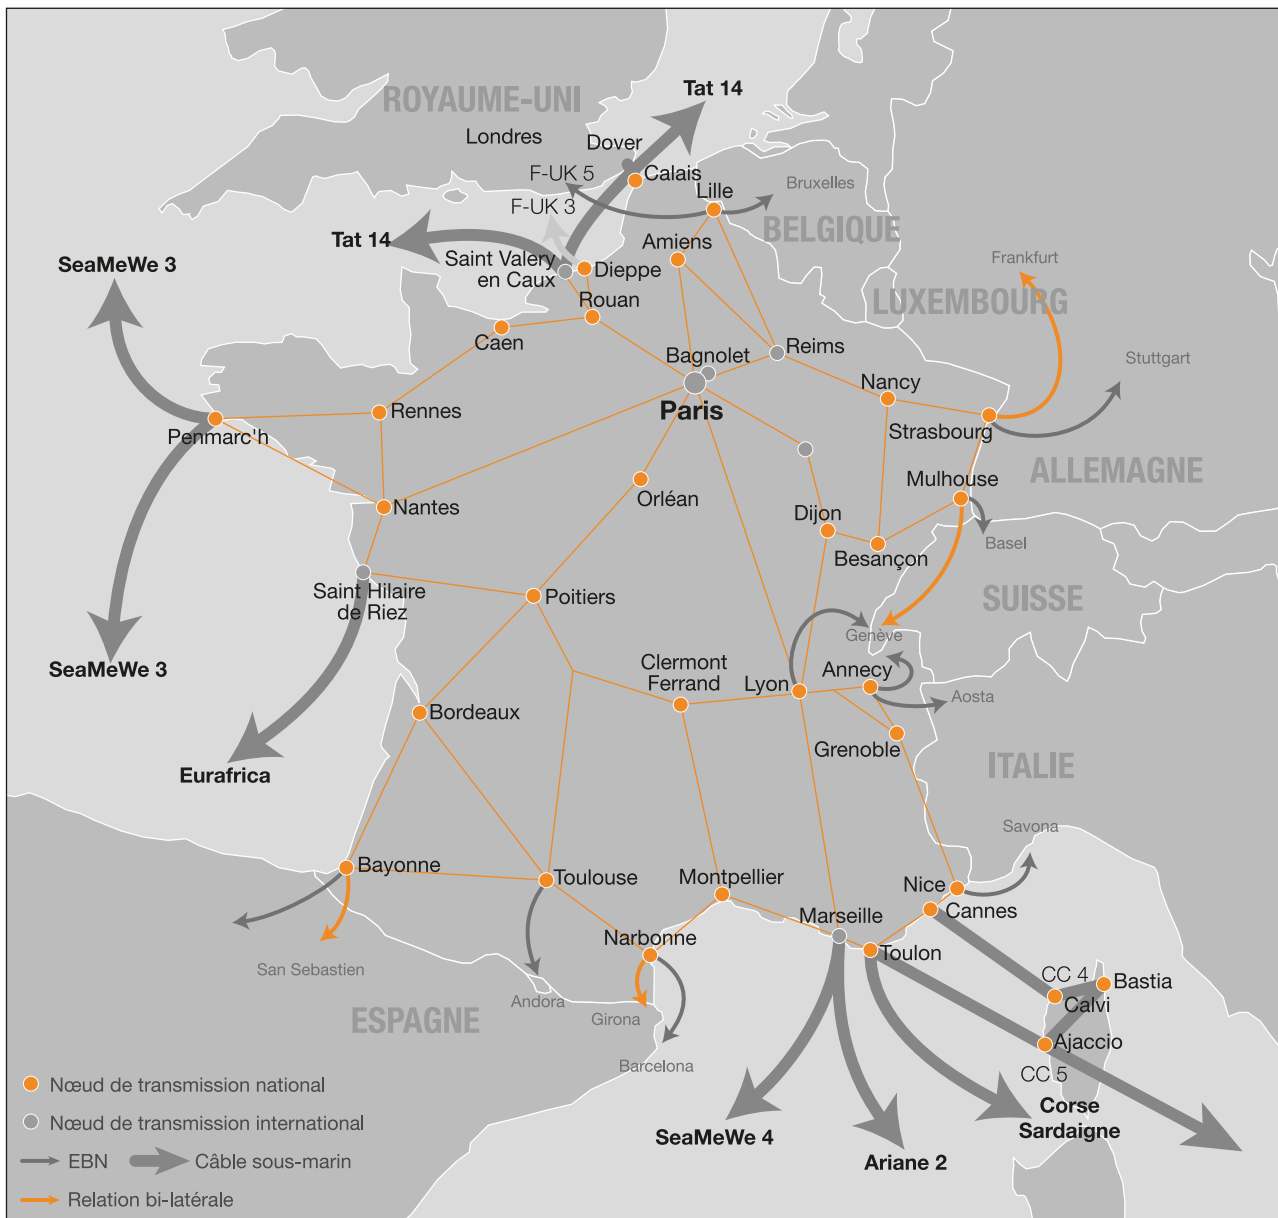 Tat 14
ROYAUME-UNI
Londres
Dover
F-UK 5
Calais
Bruxelles
Lille
F-UK 3
BELGIQUE
Tat 14
Amiens
SeaMeWe 3
Saint Valery
en Caux
Dieppe
Frankfurt
LUXEMBOURG
Rouan
Caen
Reims
Bagnolet
Stuttgart
Nancy
Paris
Rennes
Strasbourg
Penmarc'h
ALLEMAGNE
Mulhouse
Orléan
Nantes
Dijon
Basel
Besançon
Saint Hilaire
de Riez
Poitiers
SUISSE
Genève
SeaMeWe 3
Clermont
Ferrand
Lyon
Annecy
Aosta
Bordeaux
Grenoble
Eurafrica
ITALIE
Savona
Bayonne
Toulouse
Montpellier
Nice
Cannes
Marseille
Narbonne
Toulon
San Sebastien
CC 4
Bastia
Andora
Calvi
Girona
ESPAGNE
Ajaccio
Barcelona
CC 5
Nœud de transmission national
Nœud de transmission international
Corse
Sardaigne
SeaMeWe 4
Ariane 2
EBN
Câble sous-marin
Relation bi-latérale